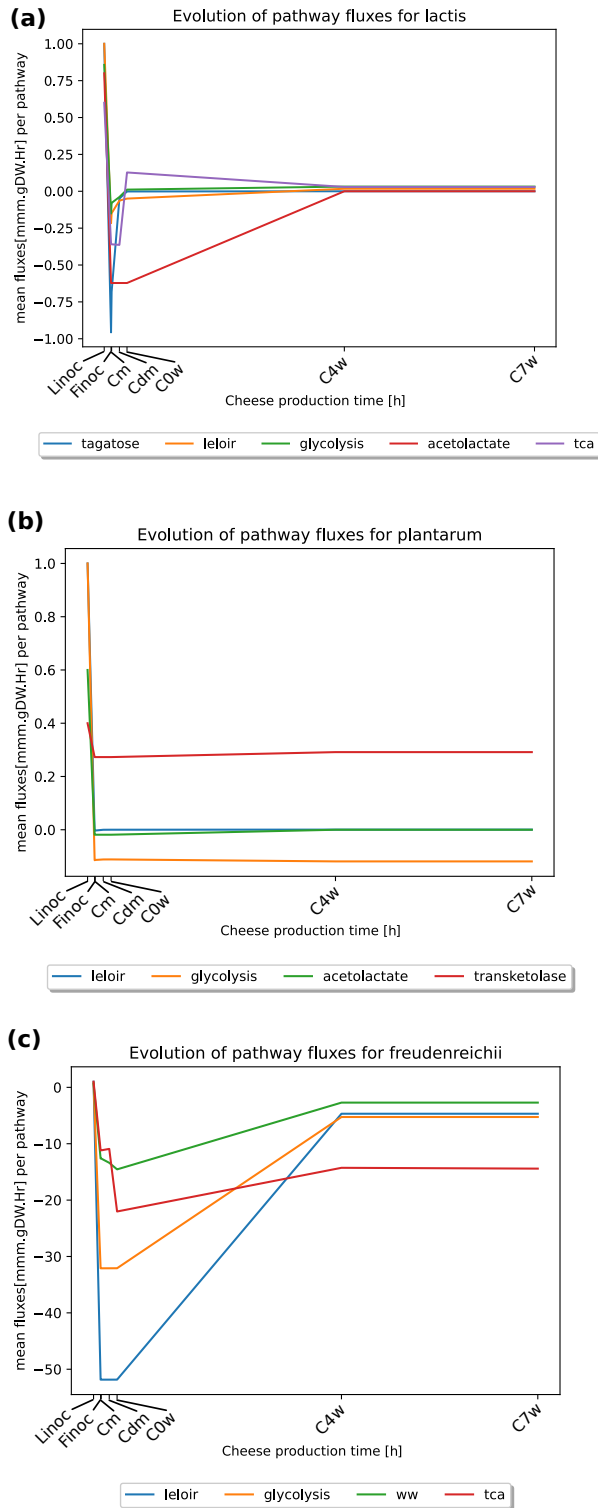 (a)
Evolution of pathway fluxes for lactis
mean fluxes[mmm.gDW.Hr] per pathway
1.00
0.75
0.50
0.25
0.00
−0.25
−0.50
−0.75
−1.00
Linoc
Finoc
Cm
Cdm
C0w
C4w
C7w
Cheese production time [h]
tagatose leloir glycolysis acetolactate tca
(b)
Evolution of pathway fluxes for plantarum
mean fluxes[mmm.gDW.Hr] per pathway
1.0
0.8
0.6
0.4
0.2
0.0
Linoc
Finoc
Cm
Cdm
C0w
C4w
C7w
Cheese production time [h]
leloir glycolysis acetolactate transketolase
(c)
Evolution of pathway fluxes for freudenreichii
mean fluxes[mmm.gDW.Hr] per pathway
0
−10
−20
−30
−40
−50
Linoc
Finoc
Cm
Cdm
C0w
C4w
C7w
Cheese production time [h]
leloir glycolysis ww tca